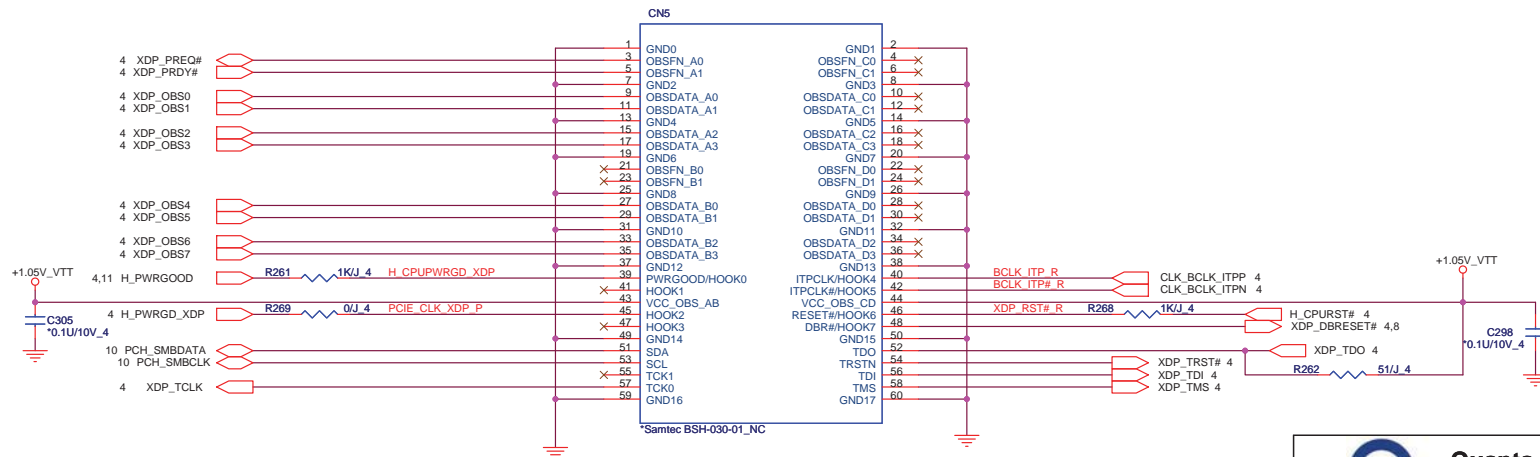 CN5
4 XDP_PREQ# 1 GND0 GND1 2
4 XDP_PRDY# 3 OBSFN_A0 OBSFN_C0 4
5 OBSFN_A1 OBSFN_C1 6
7 GND2 GND3 8
4 XDP_OBS0 9 OBSDATA_A0 OBSDATA_C0 10
4 XDP_OBS1 11 OBSDATA_A1 OBSDATA_C1 12
13 GND4 GND5 14
4 XDP_OBS2 15 OBSDATA_A2 OBSDATA_C2 16
4 XDP_OBS3 17 OBSDATA_A3 OBSDATA_C3 18
19 GND6 GND7 20
21 OBSFN_B0 OBSFN_D0 22
23 OBSFN_B1 OBSFN_D1 24
25 GND8 GND9 26
4 XDP_OBS4 27 OBSDATA_B0 OBSDATA_D0 28
4 XDP_OBS5 29 OBSDATA_B1 OBSDATA_D1 30
31 GND10 GND11 32
4 XDP_OBS6 33 OBSDATA_B2 OBSDATA_D2 34
4 XDP_OBS7 35 OBSDATA_B3 OBSDATA_D3 36
37 GND12 GND13 38
+1.05V_VTT 4,11 H_PWRGOOD R261 1K/J_4 H_CPUPWRGD_XDP 39 PWRGOOD/HOOK0 ITPCLK/HOOK4 40 BCLK_ITP_R CLK_BCLK_ITPP 4 +1.05V_VTT
41 HOOK1 ITPCLK#/HOOK5 42 BCLK_ITP#_R CLK_BCLK_ITPN 4
43 VCC_OBS_AB VCC_OBS_CD 44
C305 4 H_PWRGD_XDP R269 0/J_4 PCIE_CLK_XDP_P 45 HOOK2 RESET#/HOOK6 46 XDP_RST#_R R268 1K/J_4 H_CPURST# 4
*0.1U/10V_4 47 HOOK3 DBR#/HOOK7 48 XDP_DBRESET# 4,8 C298
49 GND14 GND15 50 *0.1U/10V_4
10 PCH_SMBDATA 51 SDA TDO 52 XDP_TDO 4
10 PCH_SMBCLK 53 SCL TRSTN 54 XDP_TRST# 4
55 TCK1 TDI 56 XDP_TDI 4 R262 51/J_4
4 XDP_TCLK 57 TCK0 TMS 58 XDP_TMS 4
59 GND16 GND17 60
*Samtec BSH-030-01_NC